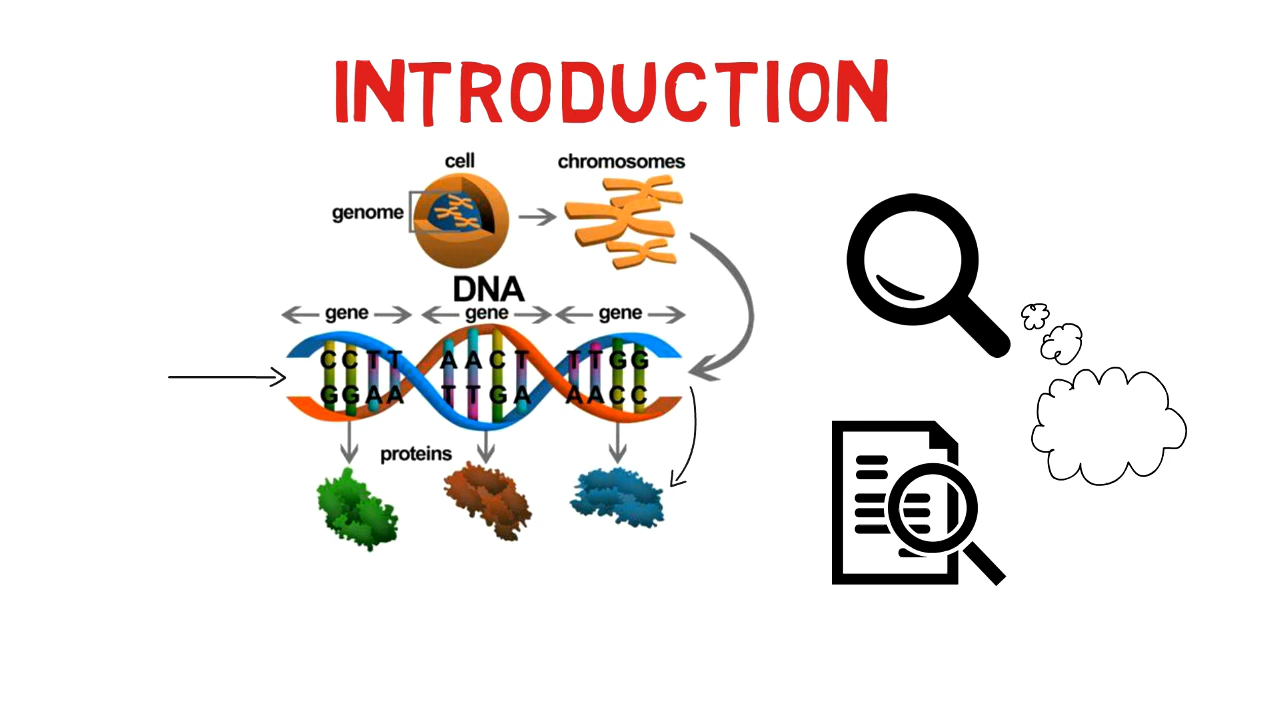 INTRODUCTION
cell
chromosomes
genome
DNA
gene gene gene
CCTT AACT TTGG
GGAA TTGA AACC
proteins